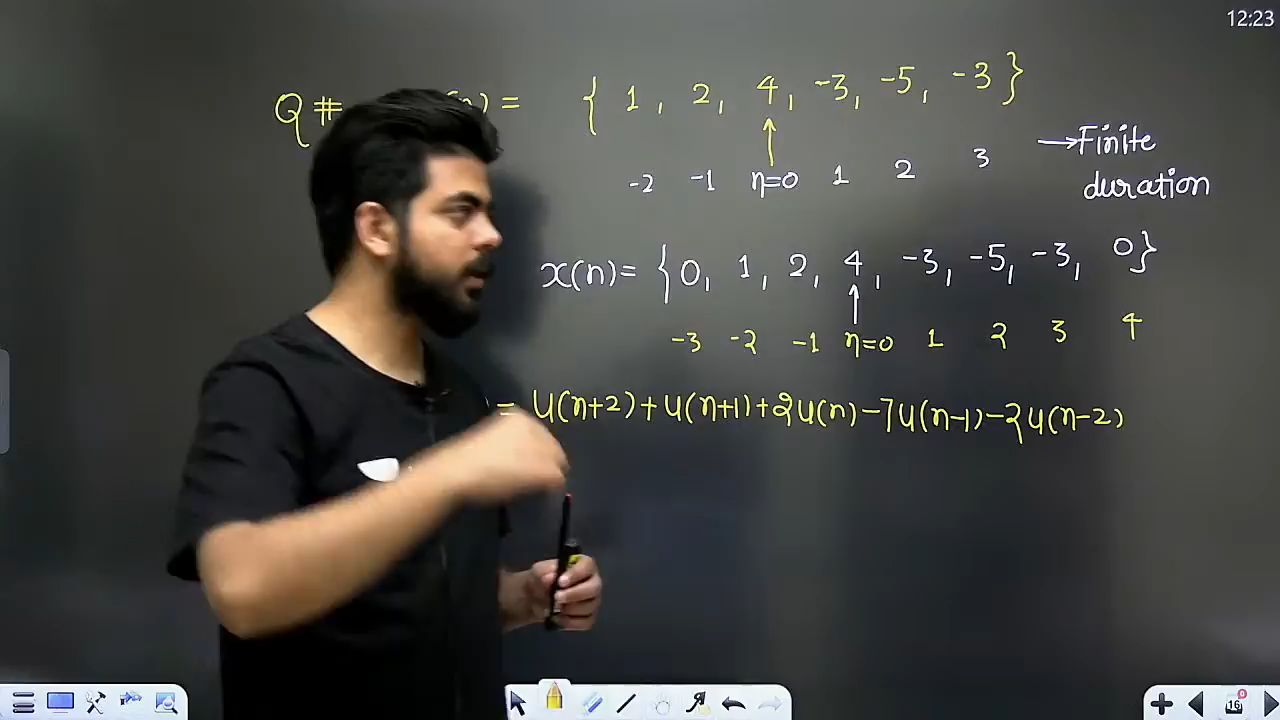 12:23
Q# (n) = { 1, 2, 4, -3, -5, -3 }
↑
-2 -1 n=0 1 2 3
→ Finite
duration
x(n) = { 0, 1, 2, 4, -3, -5, -3, 0 }
↑
-3 -2 -1 n=0 1 2 3 4
= u(n+2) + u(n+1) + 2u(n) - 7u(n-1) - 2u(n-2)
16